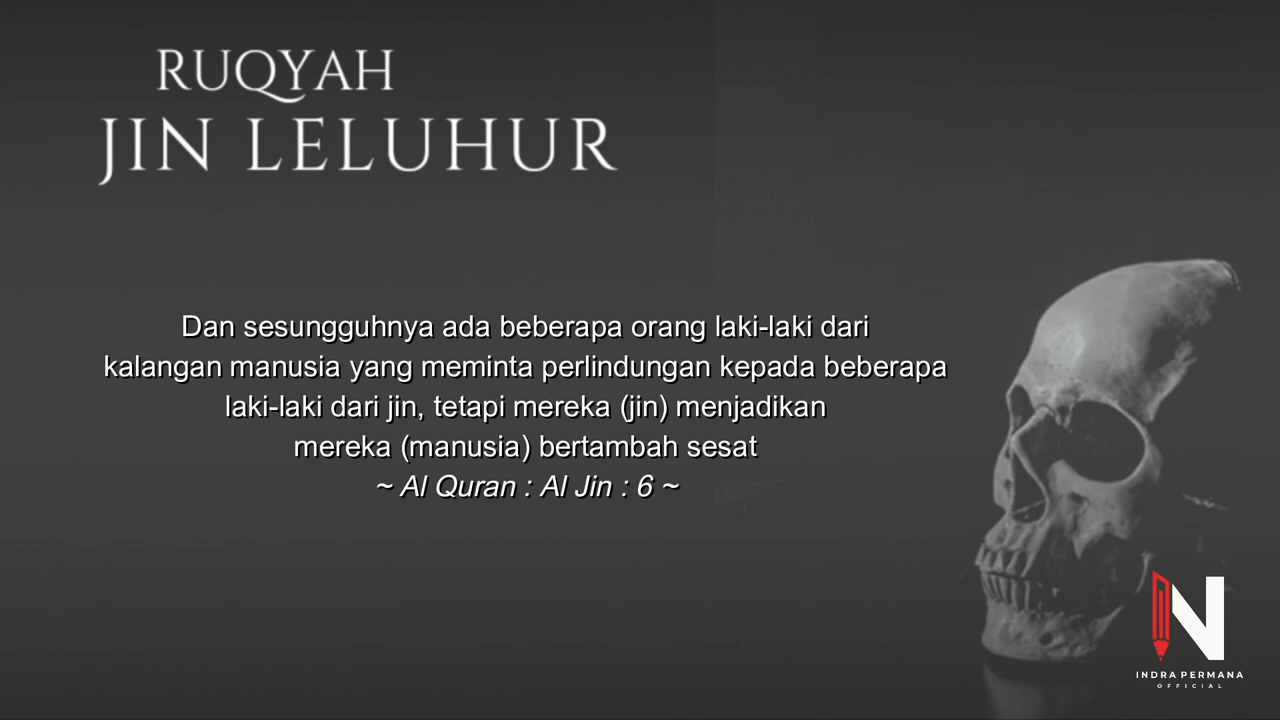 RUQYAH
JIN LELUHUR
Dan sesungguhnya ada beberapa orang laki-laki dari
kalangan manusia yang meminta perlindungan kepada beberapa
laki-laki dari jin, tetapi mereka (jin) menjadikan
mereka (manusia) bertambah sesat
~ Al Quran : Al Jin : 6 ~
N
INDRA PERMANA
OFFICIAL